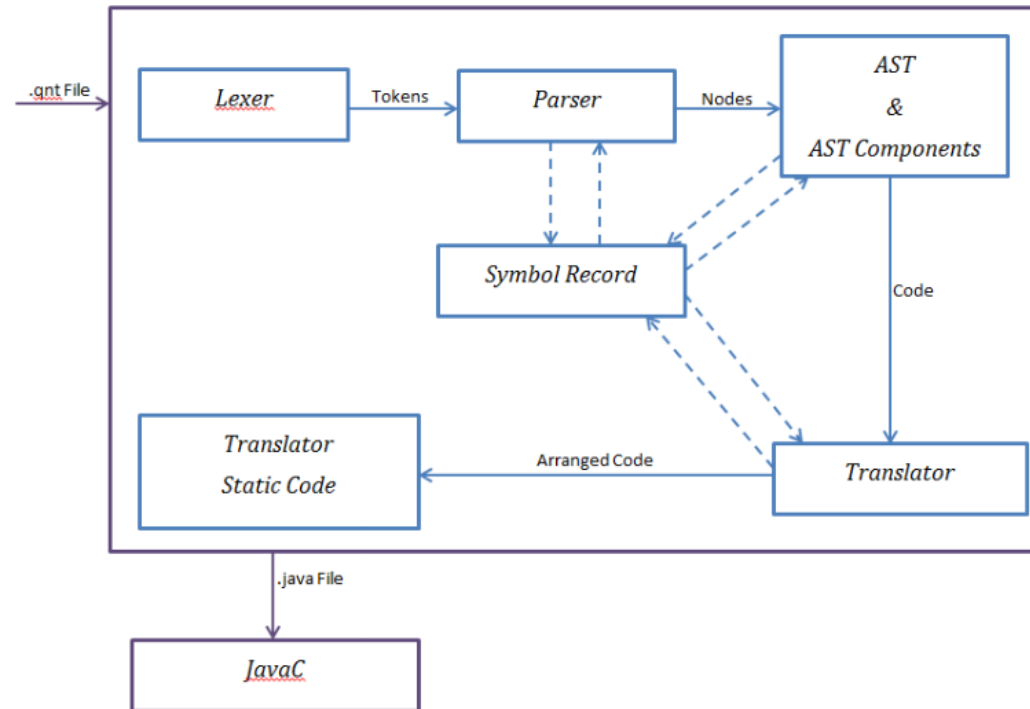 .qnt File
Lexer
Tokens
Parser
Nodes
AST
&
AST Components
Symbol Record
Code
Translator
Static Code
Arranged Code
Translator
.java File
JavaC